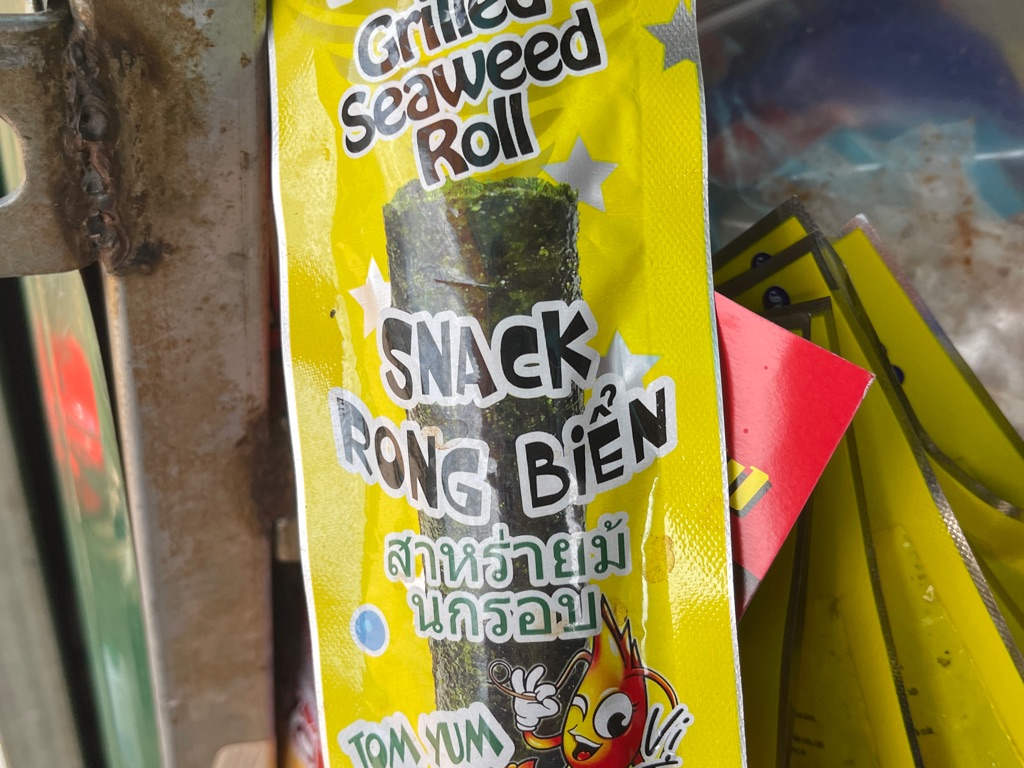 Grilled
Seaweed
Roll
SNACK
RONG BIỂN
สาหร่ายม้
นกรอบ
TOM YUM
Vị